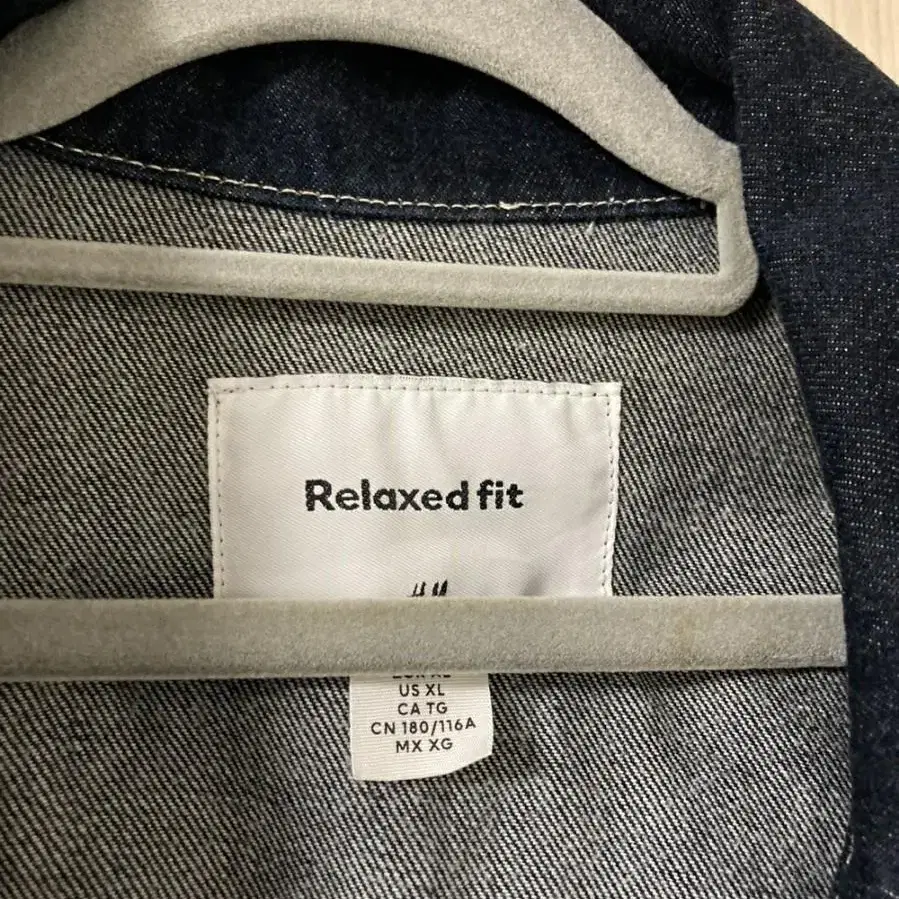 Relaxed fit
US XL
CA TG
CN 180/116A
MX XG